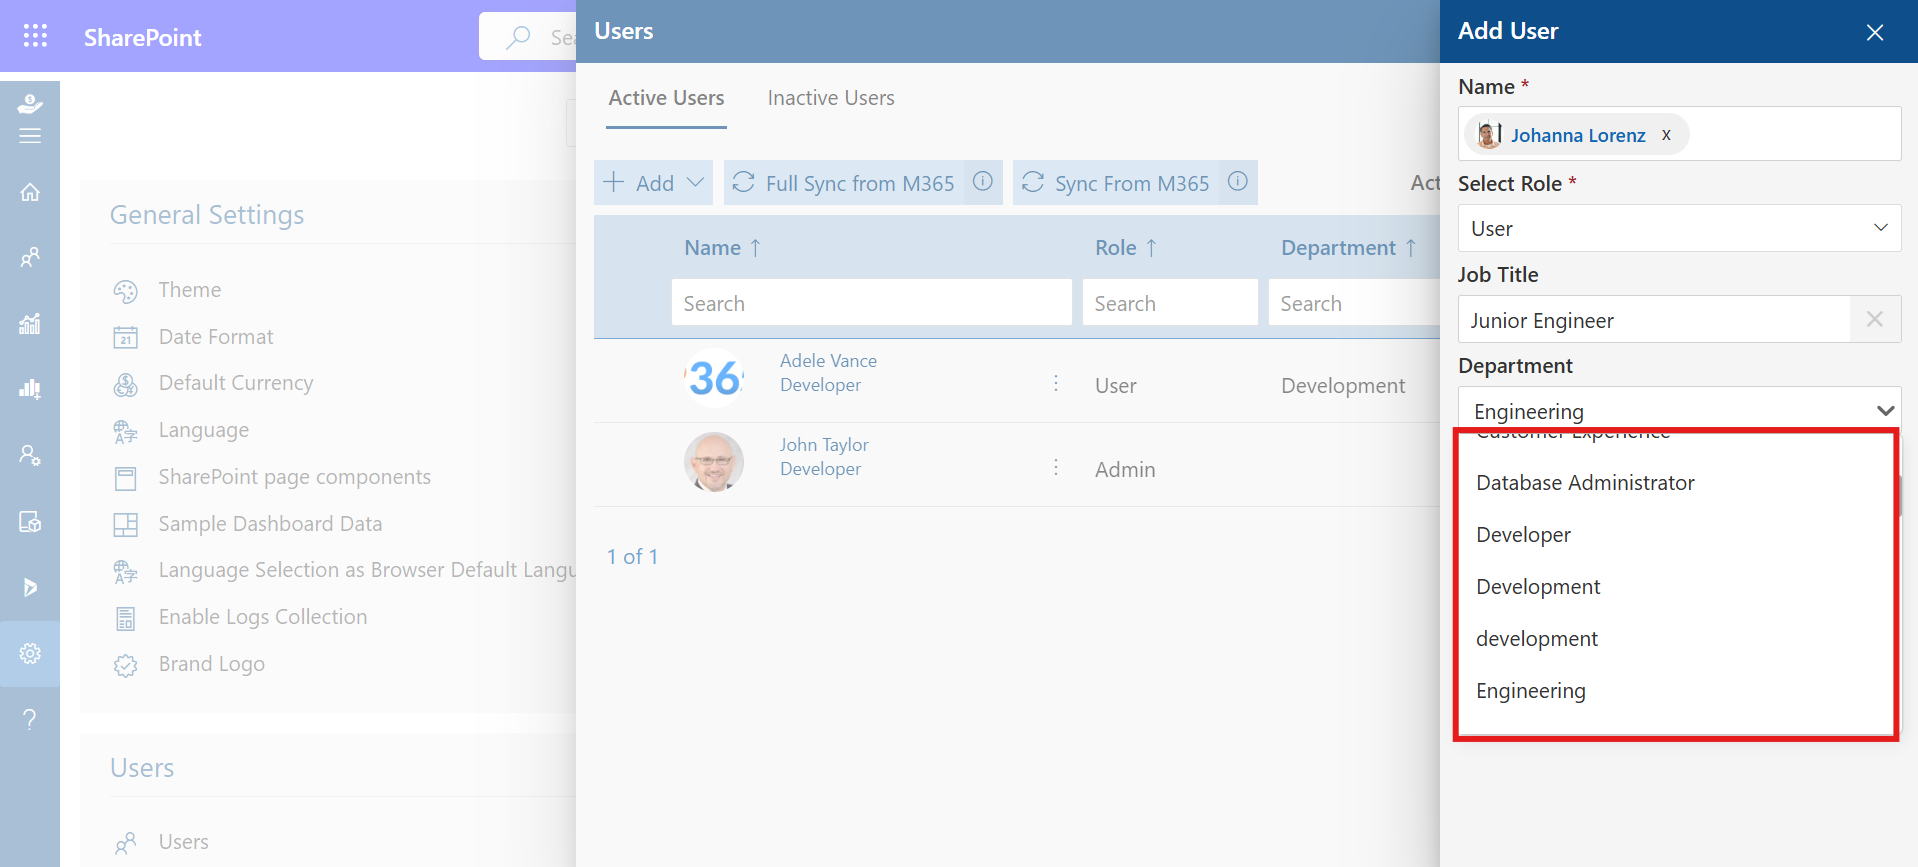 SharePoint
Sea
General Settings
Theme
21
Date Format
Default Currency
Language
SharePoint page components
Sample Dashboard Data
Language Selection as Browser Default Langu
Enable Logs Collection
Brand Logo
Users
Users
Users
Active Users
Inactive Users
Add
Full Sync from M365
Sync From M365
Act
Name ↑
Role ↑
Department ↑
Search
Search
Search
36
Adele Vance
Developer
User
Development
John Taylor
Developer
Admin
1 of 1
Add User
Name *
Johanna Lorenz x
Select Role *
User
Job Title
Junior Engineer
Department
Engineering
Customer Experience
Database Administrator
Developer
Development
development
Engineering